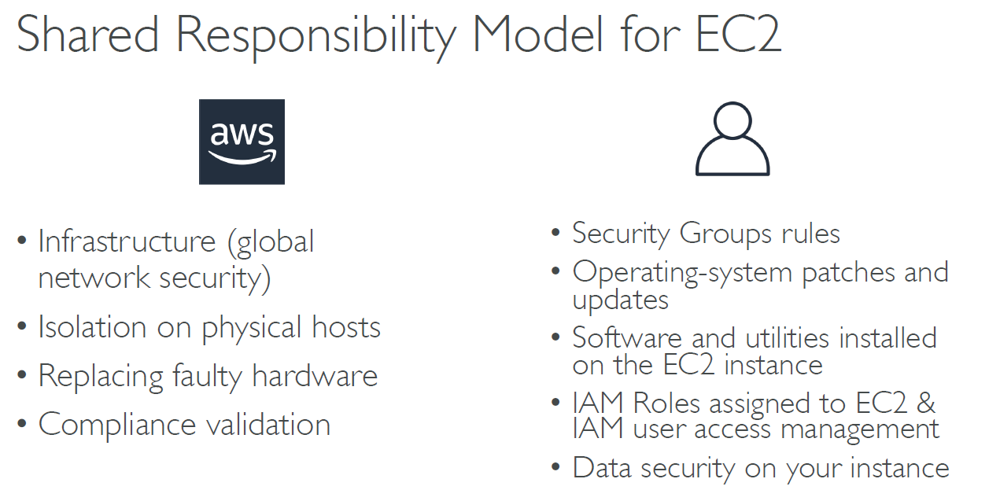 Shared Responsibility Model for EC2
aws
• Infrastructure (global
network security)
• Isolation on physical hosts
• Replacing faulty hardware
• Compliance validation
• Security Groups rules
• Operating-system patches and
updates
• Software and utilities installed
on the EC2 instance
• IAM Roles assigned to EC2 &
IAM user access management
• Data security on your instance